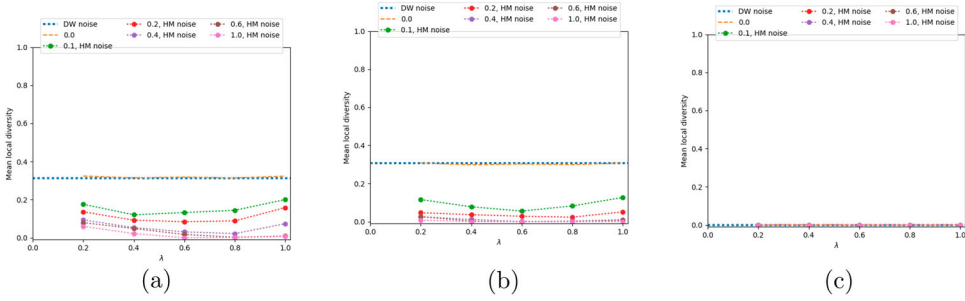 DW noise
0.0
0.1, HM noise
0.2, HM noise
0.4, HM noise
0.6, HM noise
1.0, HM noise
1.0
0.8
0.6
0.4
0.2
0.0
Mean local diversity
0.0 0.2 0.4 0.6 0.8 1.0
λ
(a)
DW noise
0.0
0.1, HM noise
0.2, HM noise
0.4, HM noise
0.6, HM noise
1.0, HM noise
1.0
0.8
0.6
0.4
0.2
0.0
Mean local diversity
0.0 0.2 0.4 0.6 0.8 1.0
λ
(b)
DW noise
0.0
0.1, HM noise
0.2, HM noise
0.4, HM noise
0.6, HM noise
1.0, HM noise
1.0
0.8
0.6
0.4
0.2
0.0
Mean local diversity
0.0 0.2 0.4 0.6 0.8 1.0
λ
(c)